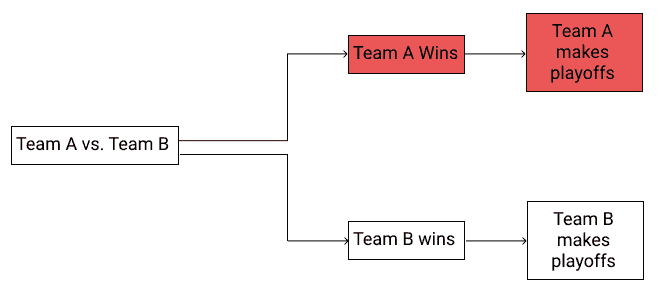 Team A vs. Team B
Team A Wins
Team A
makes
playoffs
Team B wins
Team B
makes
playoffs